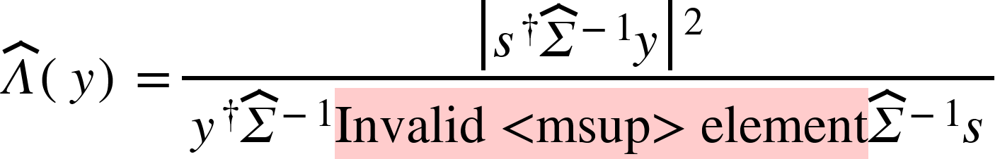 Λ̂( y) = |s†Σ̂− 1y| 2
y†Σ̂− 1Invalid <msup> elementΣ̂− 1s